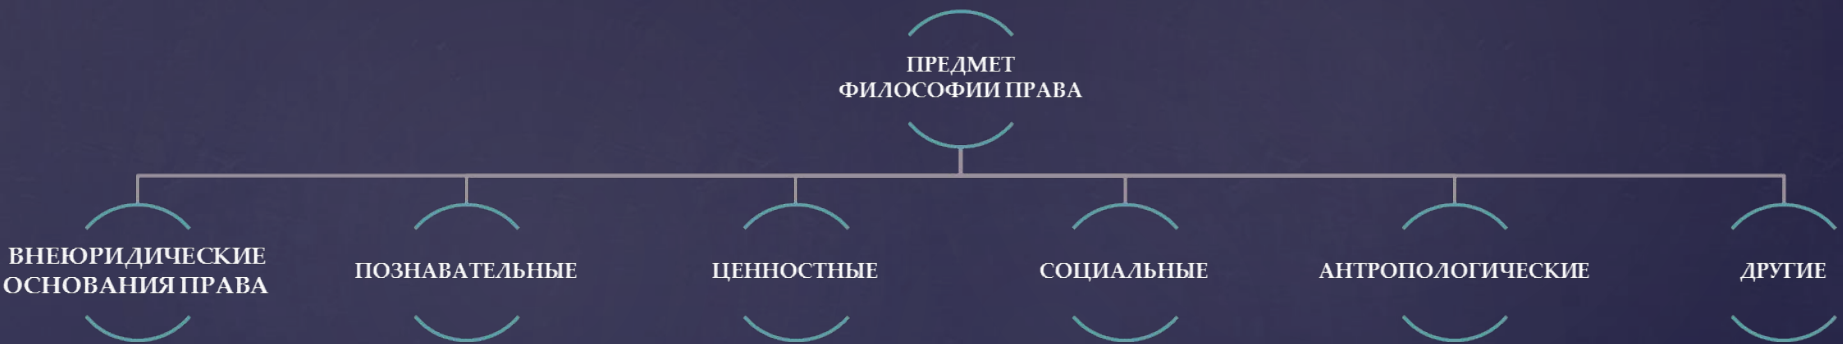 ПРЕДМЕТ
ФИЛОСОФИИ ПРАВА
ВНЕЮРИДИЧЕСКИЕ
ОСНОВАНИЯ ПРАВА
ПОЗНАВАТЕЛЬНЫЕ
ЦЕННОСТНЫЕ
СОЦИАЛЬНЫЕ
АНТРОПОЛОГИЧЕСКИЕ
ДРУГИЕ